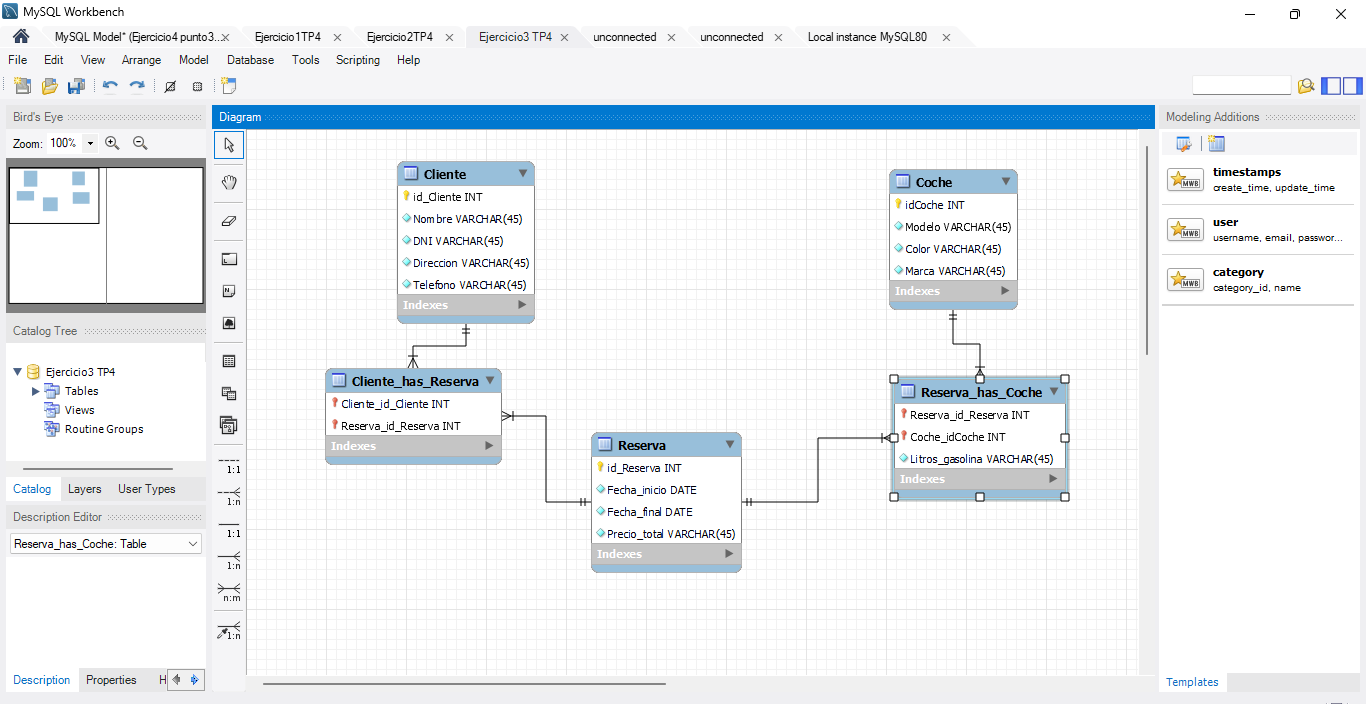 MySQL Workbench
MySQL Model* (Ejercicio4 punto3...
Ejercicio1TP4
Ejercicio2TP4
Ejercicio3 TP4
unconnected
unconnected
Local instance MySQL80
File Edit View Arrange Model Database Tools Scripting Help
Bird's Eye
Zoom: 100%
Catalog Tree
Ejercicio3 TP4
Tables
Views
Routine Groups
Catalog Layers User Types
Description Editor
Reserva_has_Coche: Table
Description Properties H
Diagram
1:1
1:n
1:1
1:n
n:m
1:n
Cliente
id_Cliente INT
Nombre VARCHAR(45)
DNI VARCHAR(45)
Direccion VARCHAR(45)
Telefono VARCHAR(45)
Indexes
Coche
idCoche INT
Modelo VARCHAR(45)
Color VARCHAR(45)
Marca VARCHAR(45)
Indexes
Cliente_has_Reserva
Cliente_id_Cliente INT
Reserva_id_Reserva INT
Indexes
Reserva
id_Reserva INT
Fecha_inicio DATE
Fecha_final DATE
Precio_total VARCHAR(45)
Indexes
Reserva_has_Coche
Reserva_id_Reserva INT
Coche_idCoche INT
Litros_gasolina VARCHAR(45)
Indexes
Modeling Additions
MWB
timestamps
create_time, update_time
MWB
user
username, email, passwor...
MWB
category
category_id, name
Templates